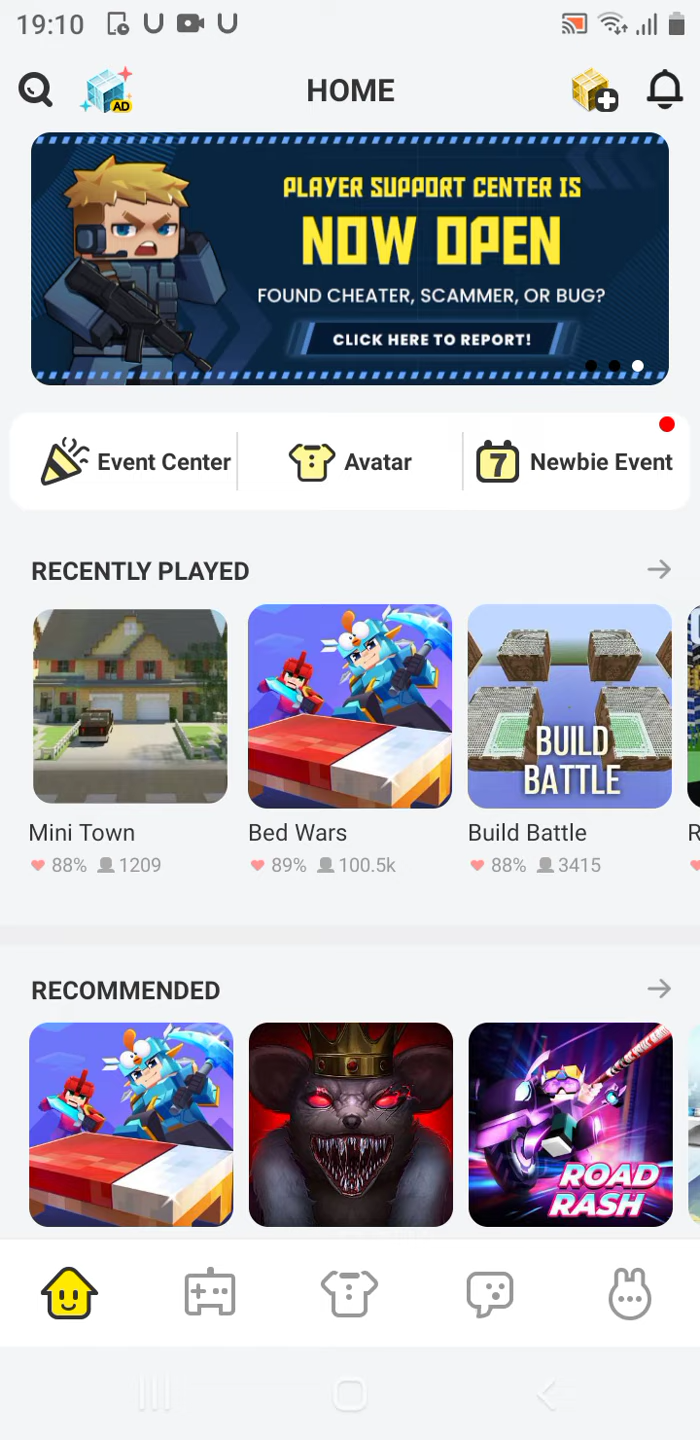 19:10
AD
HOME
PLAYER SUPPORT CENTER IS
NOW OPEN
FOUND CHEATER, SCAMMER, OR BUG?
CLICK HERE TO REPORT!
Event Center
Avatar
7
Newbie Event
RECENTLY PLAYED
BUILD
BATTLE
Mini Town
Bed Wars
Build Battle
R
88% 1209
89% 100.5k
88% 3415
RECOMMENDED
ROAD
RASH